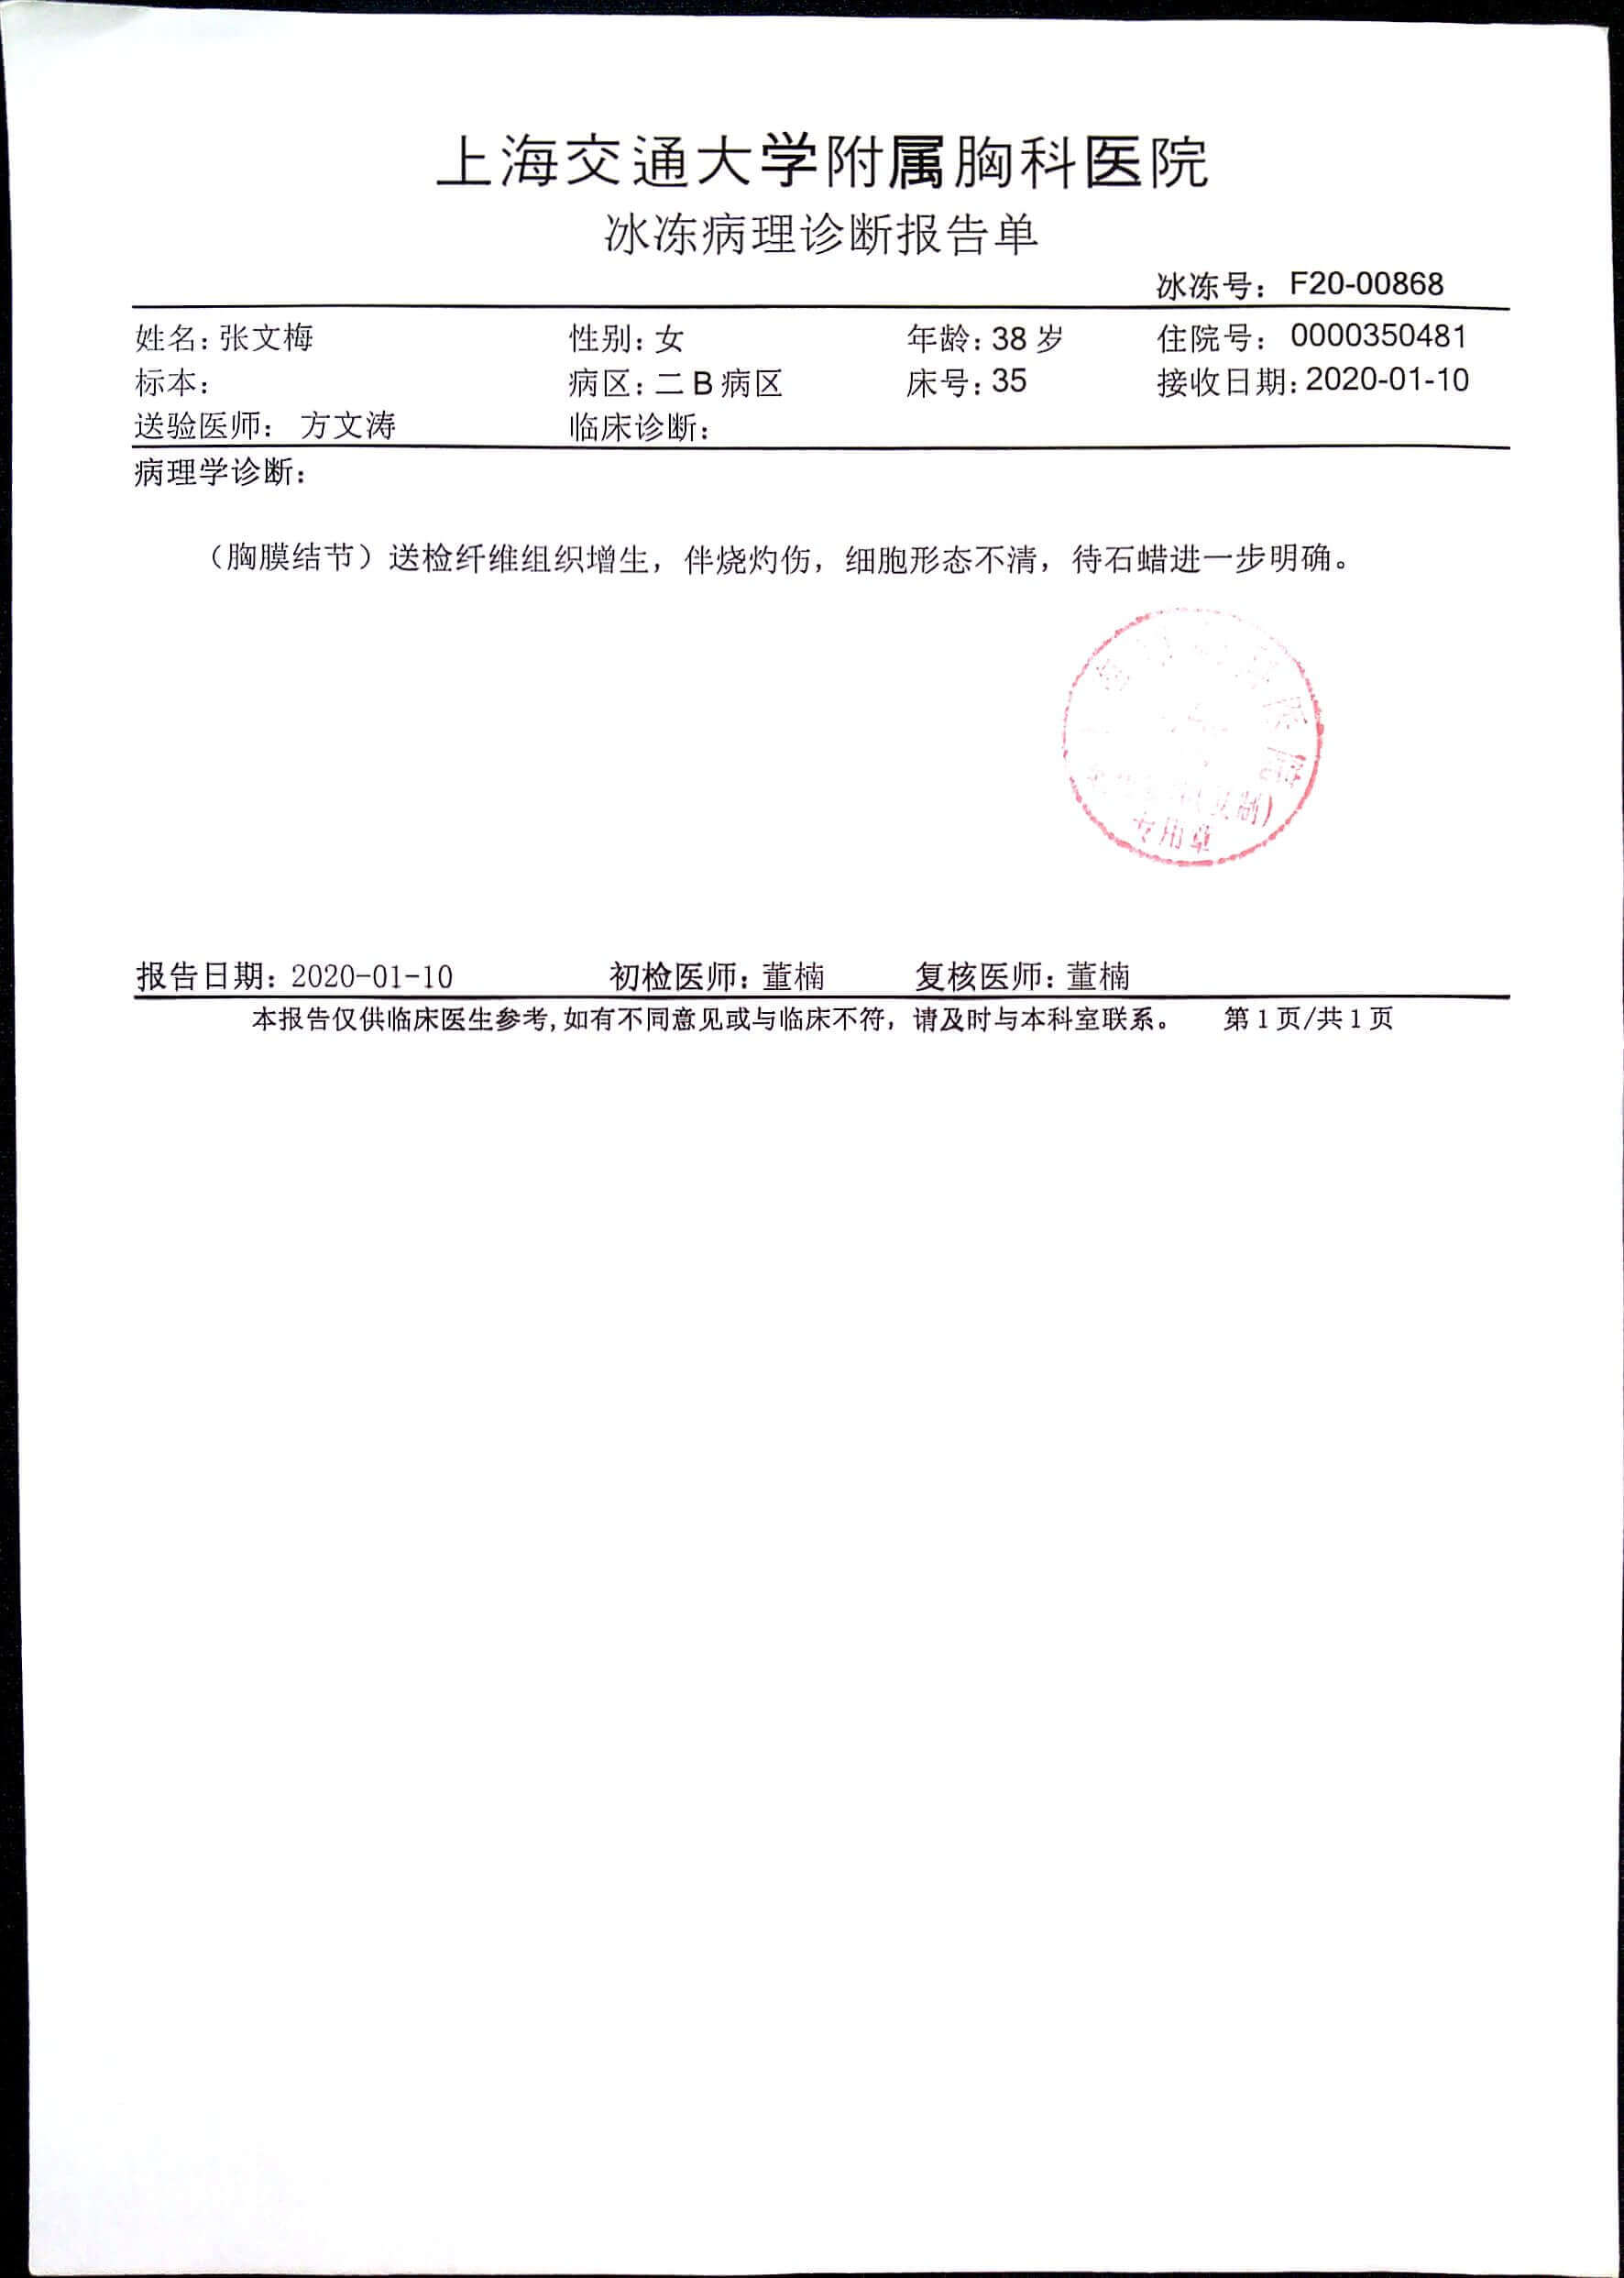 上海交通大学附属胸科医院
冰冻病理诊断报告单
冰冻号: F20-00868
姓名: 张文梅 性别: 女 年龄: 38 岁 住院号: 0000350481
标本: 病区: 二 B 病区 床号: 35 接收日期: 2020-01-10
送验医师: 方文涛 临床诊断:
病理学诊断:
(胸膜结节)送检纤维组织增生,伴烧灼伤,细胞形态不清,待石蜡进一步明确。
专用章
报告日期: 2020-01-10 初检医师: 董楠 复核医师: 董楠
本报告仅供临床医生参考,如有不同意见或与临床不符,请及时与本科室联系。 第 1 页/共 1 页